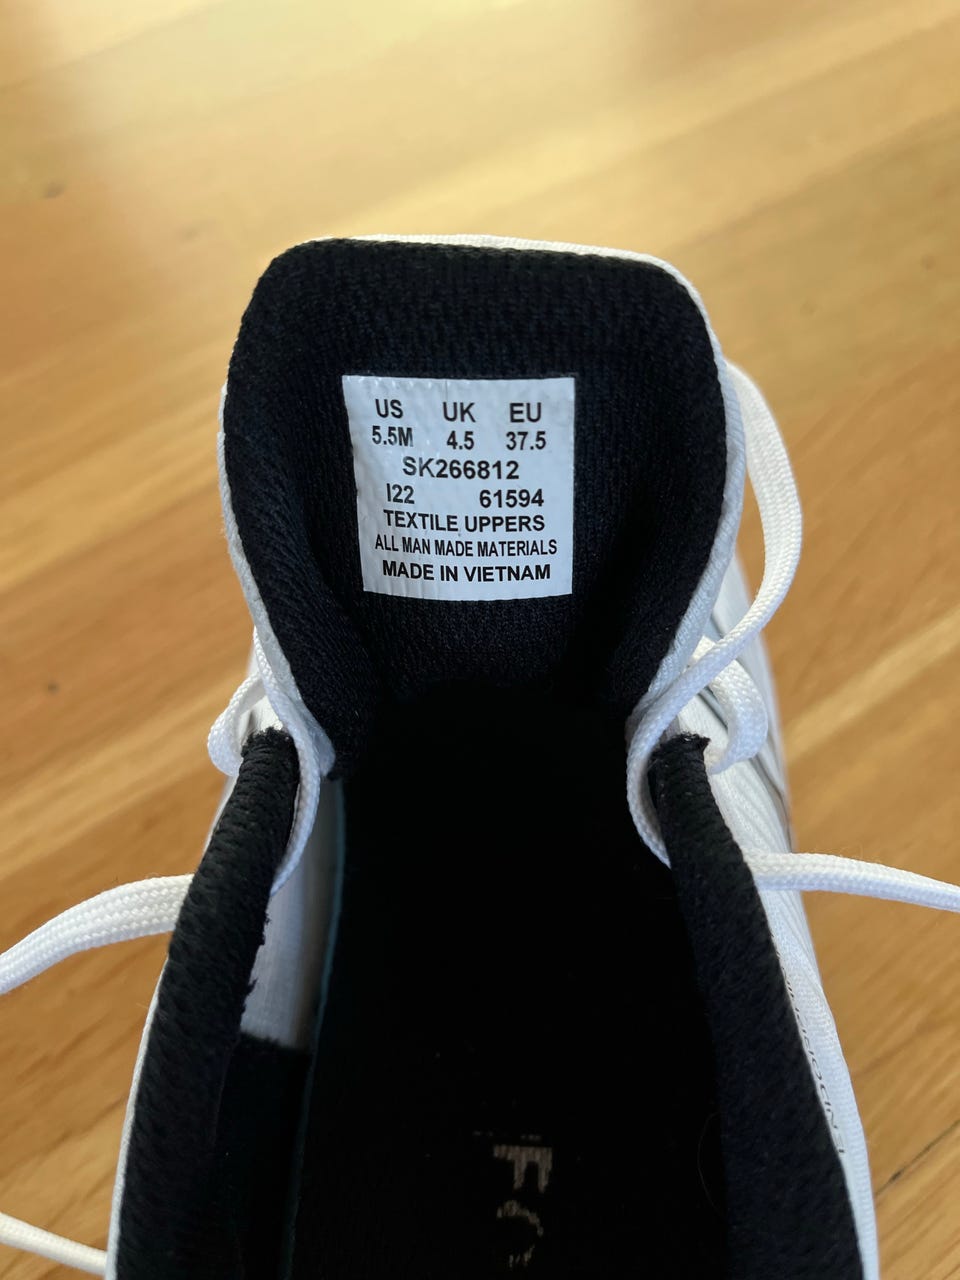 US UK EU
5.5M 4.5 37.5
SK266812
I22 61594
TEXTILE UPPERS
ALL MAN MADE MATERIALS
MADE IN VIETNAM